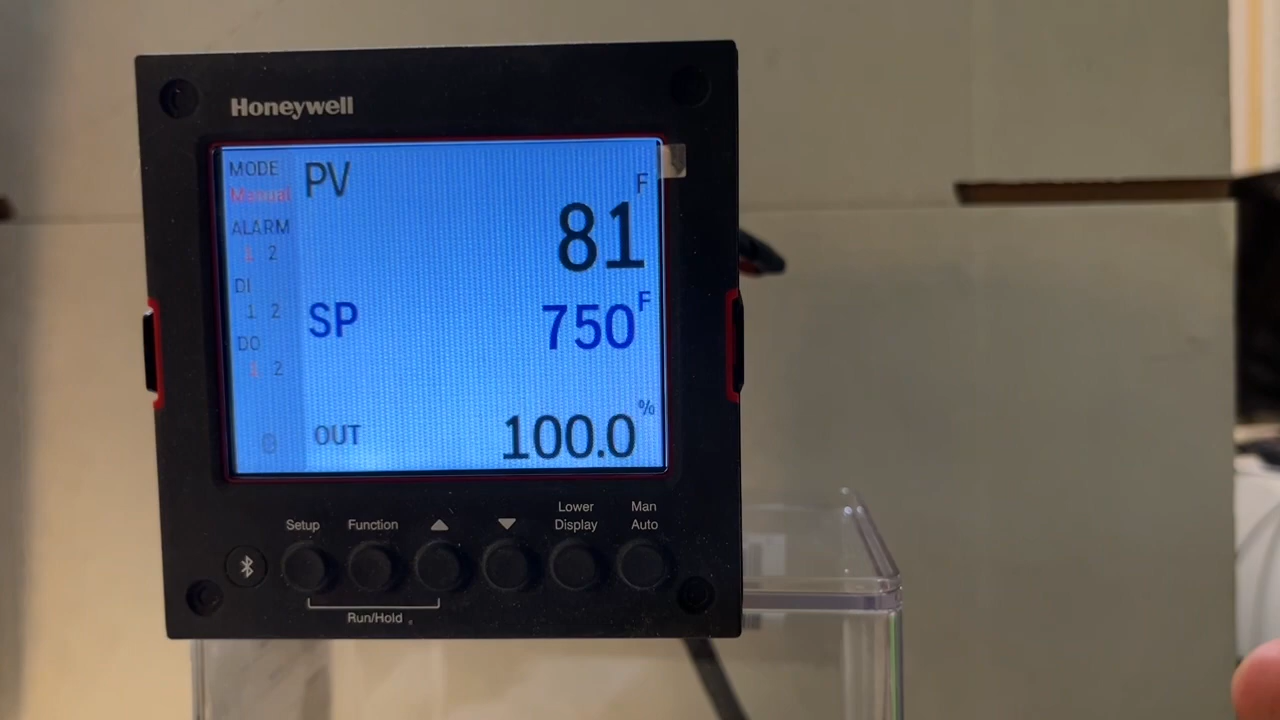 Honeywell
MODE
Manual
PV
F
81
ALARM
1 2
DI
1 2
SP
750 F
DO
1 2
OUT
100.0 %
Setup
Function
Lower
Display
Man
Auto
Run/Hold